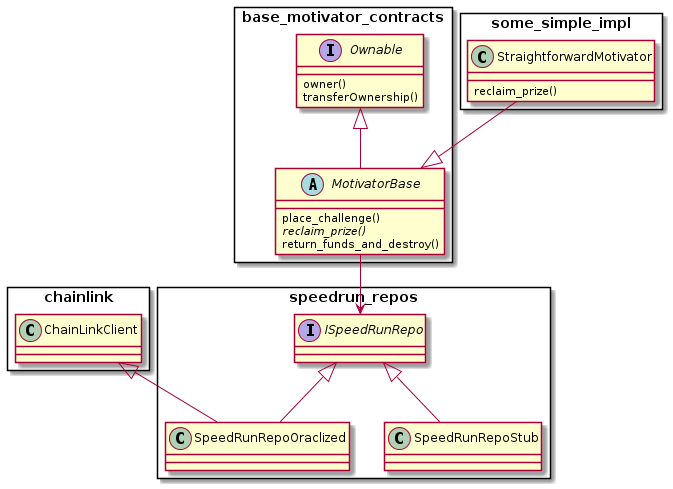 base_motivator_contracts
I Ownable
owner()
transferOwnership()
some_simple_impl
C StraightforwardMotivator
reclaim_prize()
A MotivatorBase
place_challenge()
reclaim_prize()
return_funds_and_destroy()
chainlink
C ChainLinkClient
speedrun_repos
I ISpeedRunRepo
C SpeedRunRepoOraclized
C SpeedRunRepoStub